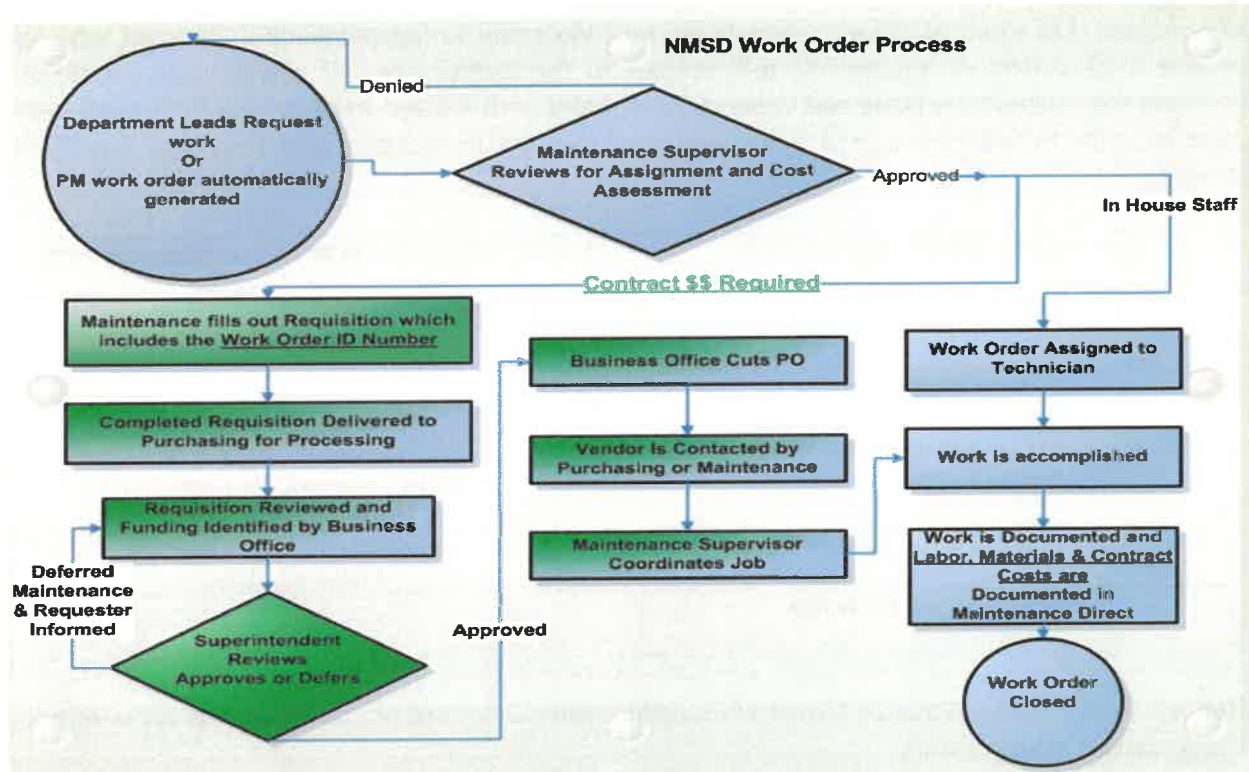 NMSD Work Order Process
Denied
Department Leads Request
work
Or
PM work order automatically
generated
Maintenance Supervisor
Reviews for Assignment and Cost
Assessment
Approved
In House Staff
Contract $$ Required
Maintenance fills out Requisition which
includes the Work Order ID Number
Completed Requisition Delivered to
Purchasing for Processing
Requisition Reviewed and
Funding Identified by Business
Office
Deferred
Maintenance
& Requester
Informed
Superintendent
Reviews
Approves or Defers
Approved
Business Office Cuts PO
Vendor Is Contacted by
Purchasing or Maintenance
Maintenance Supervisor
Coordinates Job
Work Order Assigned to
Technician
Work is accomplished
Work is Documented and
Labor, Materials & Contract
Costs are
Documented in
Maintenance Direct
Work Order
Closed